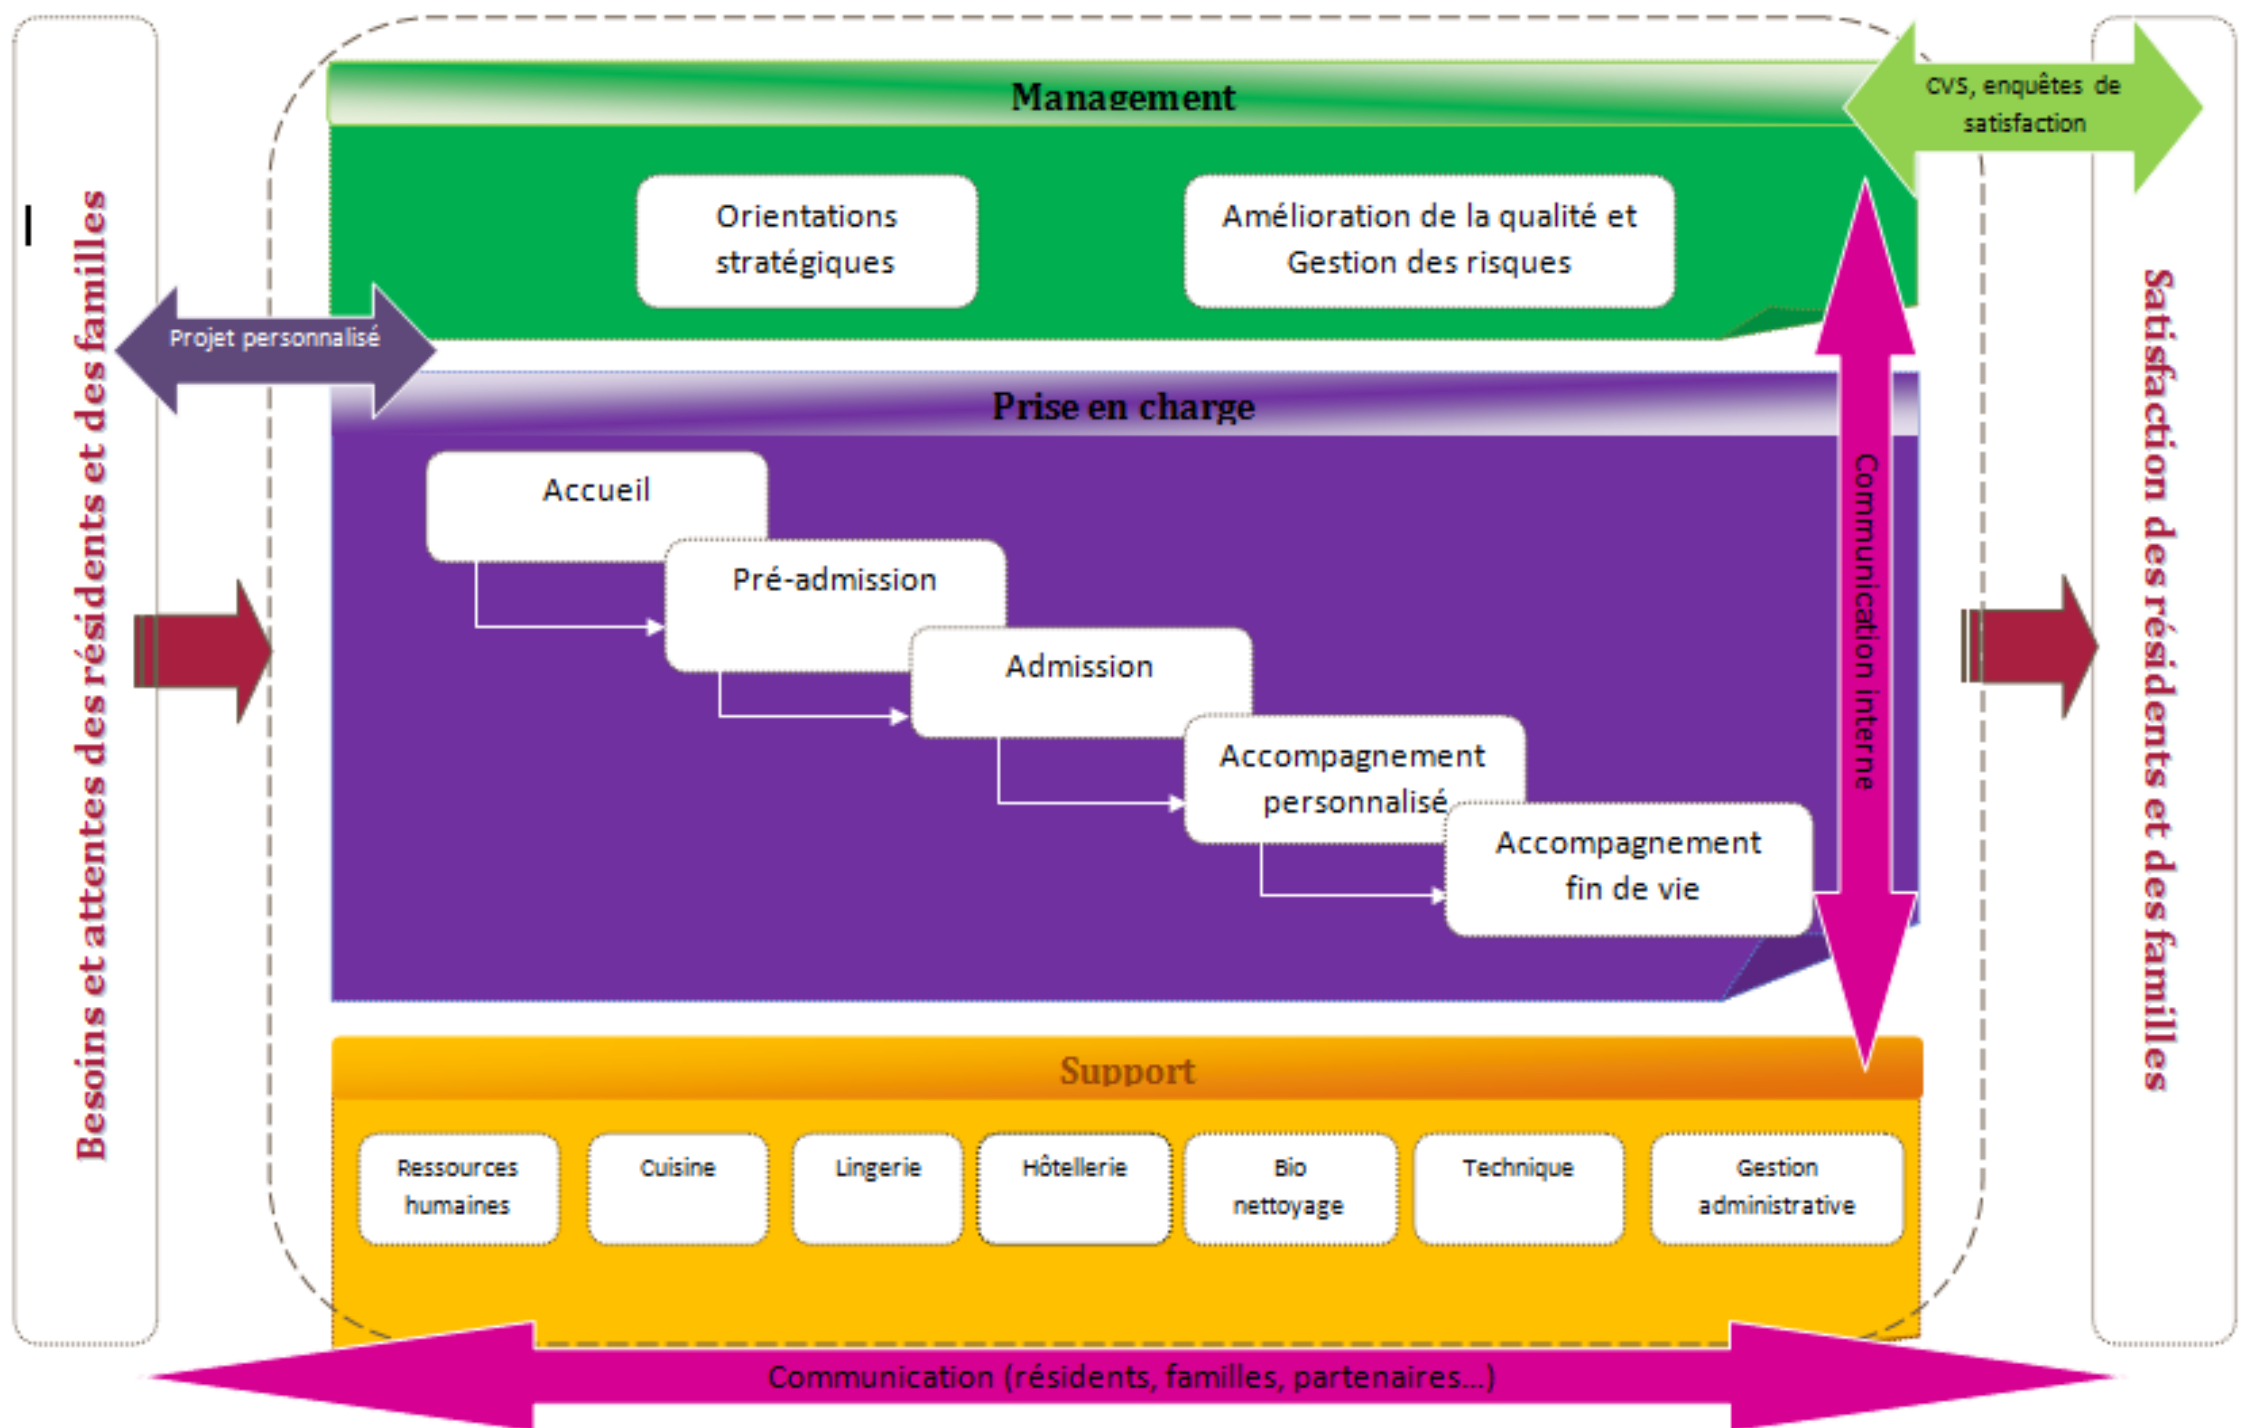 Besoins et attentes des résidents et des familles
Management
CVS, enquêtes de
satisfaction
Orientations
stratégiques
Amélioration de la qualité et
Gestion des risques
Projet personnalisé
Prise en charge
Accueil
Pré-admission
Admission
Accompagnement
personnalisé
Accompagnement
fin de vie
Communication interne
Satisfaction des résidents et des familles
Support
Ressources
humaines
Cuisine
Lingerie
Hôtellerie
Bio
nettoyage
Technique
Gestion
administrative
Communication (résidents, familles, partenaires...)